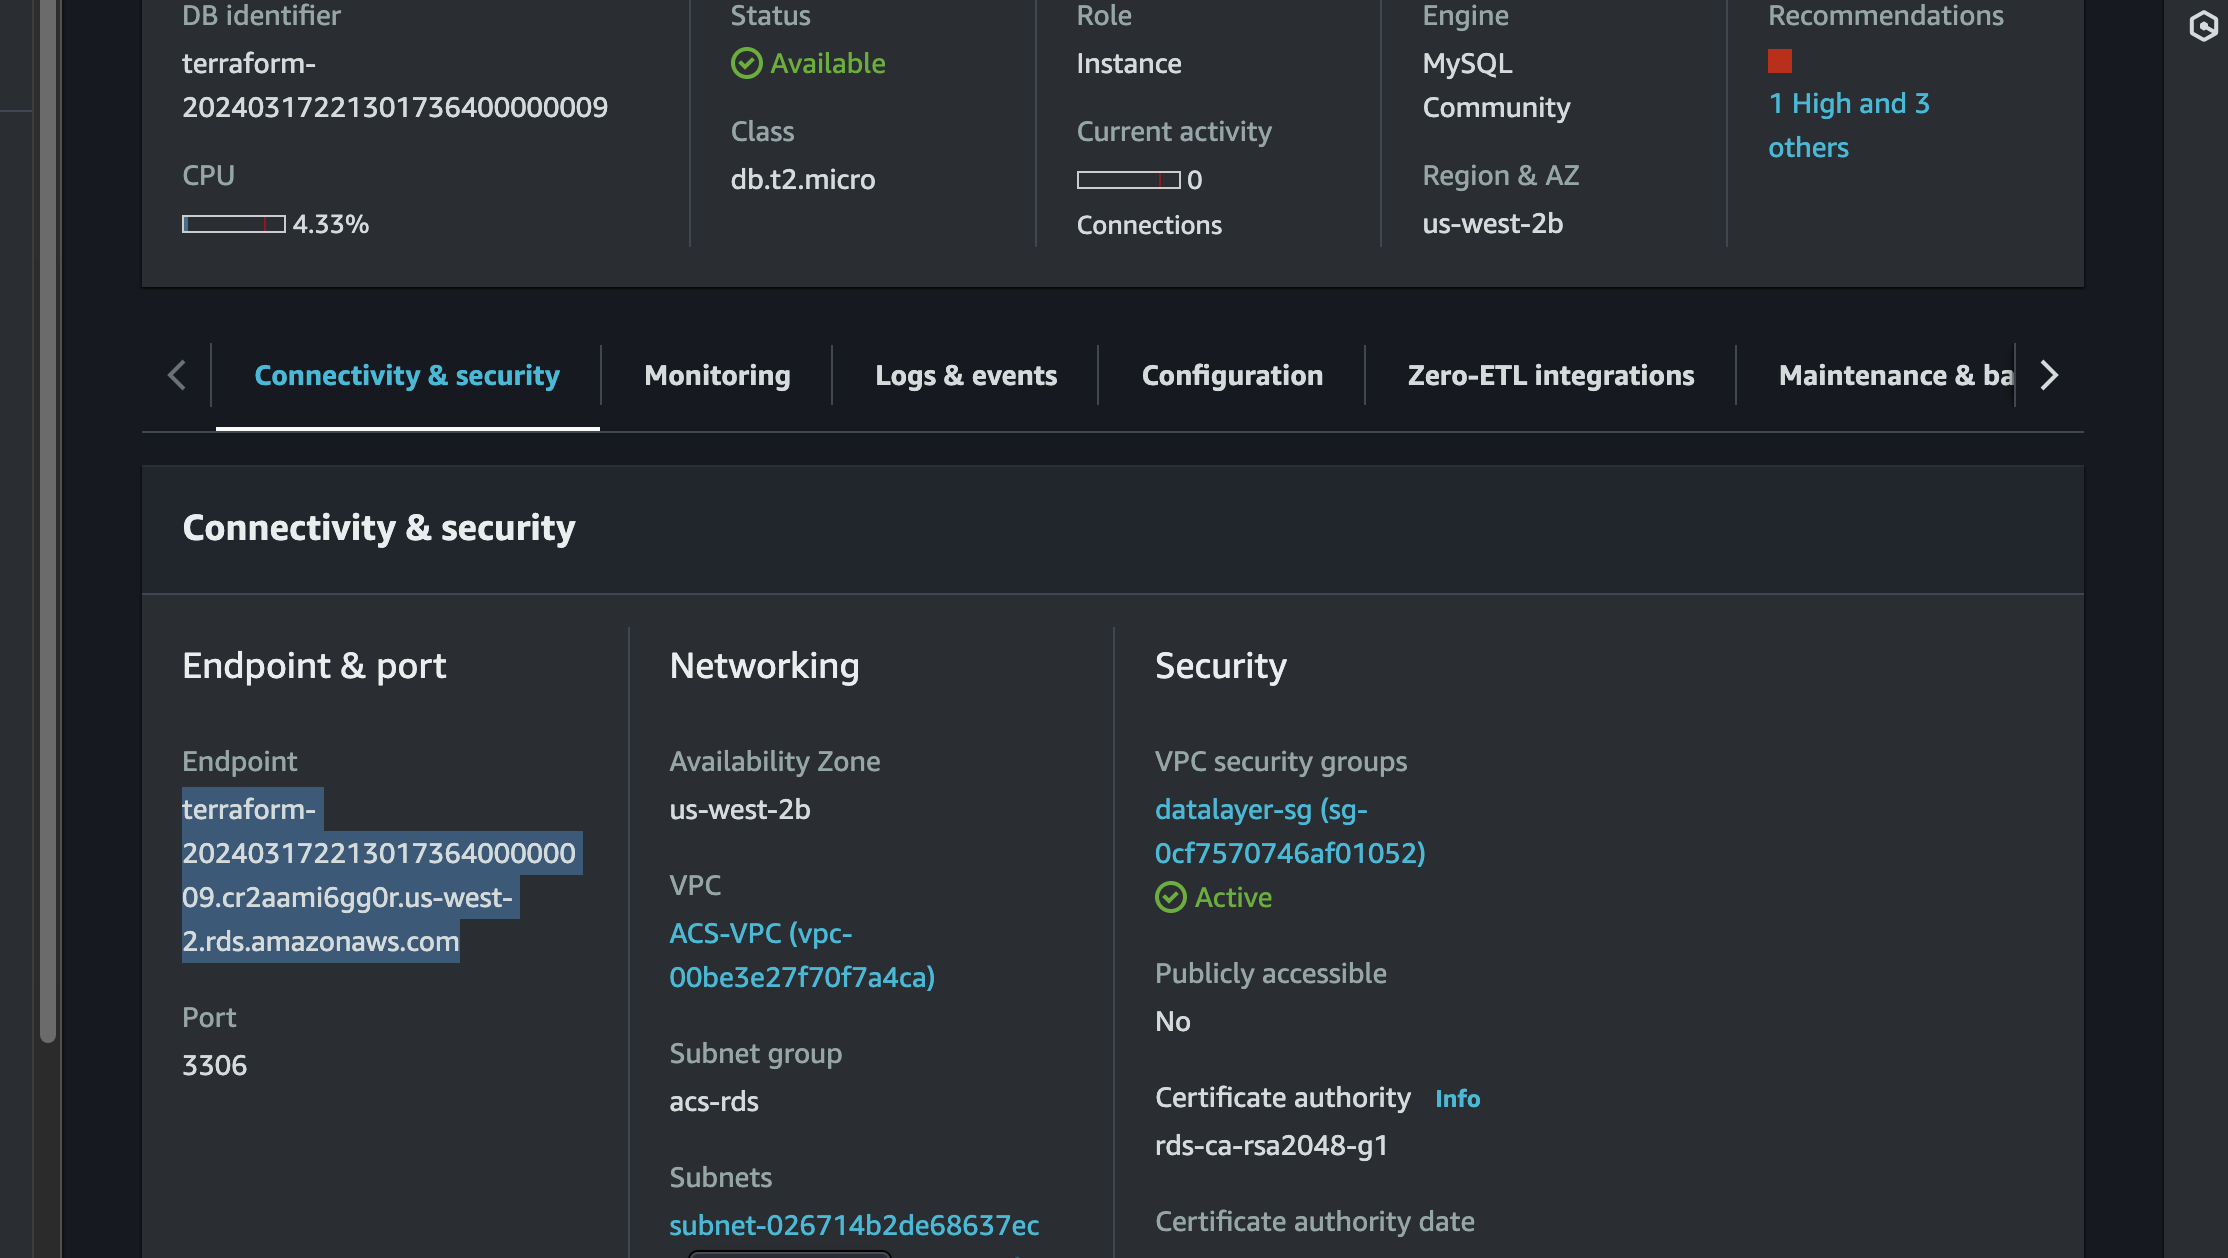 DB identifier
terraform-
20240317221301736400000009
CPU
4.33%
Status
Available
Class
db.t2.micro
Role
Instance
Current activity
0
Connections
Engine
MySQL
Community
Region & AZ
us-west-2b
Recommendations
1 High and 3
others
Connectivity & security
Monitoring
Logs & events
Configuration
Zero-ETL integrations
Maintenance & ba
Connectivity & security
Endpoint & port
Endpoint
terraform-
202403172213017364000000
09.cr2aami6gg0r.us-west-
2.rds.amazonaws.com
Port
3306
Networking
Availability Zone
us-west-2b
VPC
ACS-VPC (vpc-
00be3e27f70f7a4ca)
Subnet group
acs-rds
Subnets
subnet-026714b2de68637ec
Security
VPC security groups
datalayer-sg (sg-
0cf7570746af01052)
Active
Publicly accessible
No
Certificate authority Info
rds-ca-rsa2048-g1
Certificate authority date